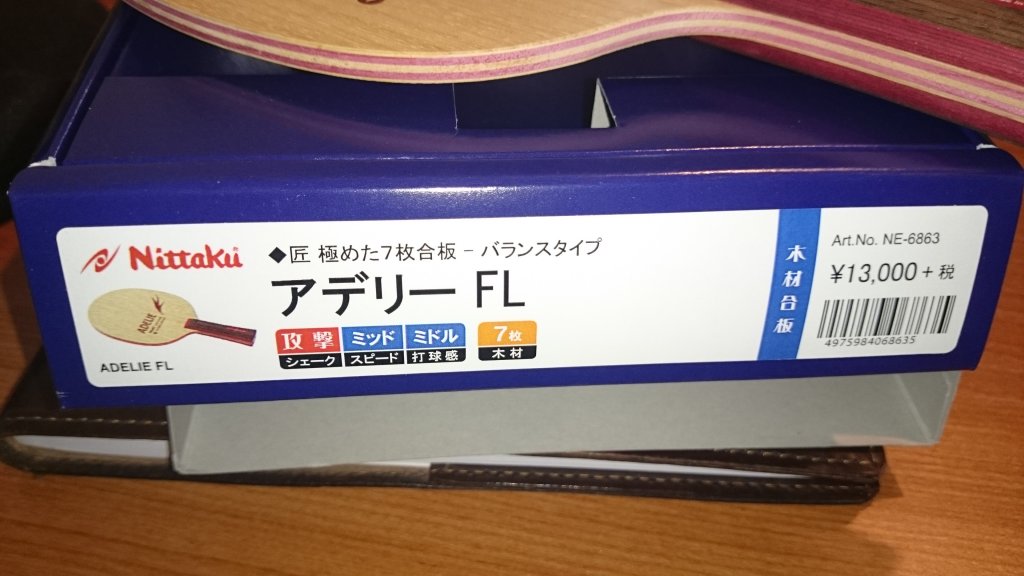 Nittaku
◆匠 極めた7枚合板 − バランスタイプ
アデリー FL
ADELIE
ADELIE FL
攻撃 ミッド ミドル 7枚
シェーク スピード 打球感 木材
木材合板
Art.No. NE-6863
¥13,000 + 税
4975984068635